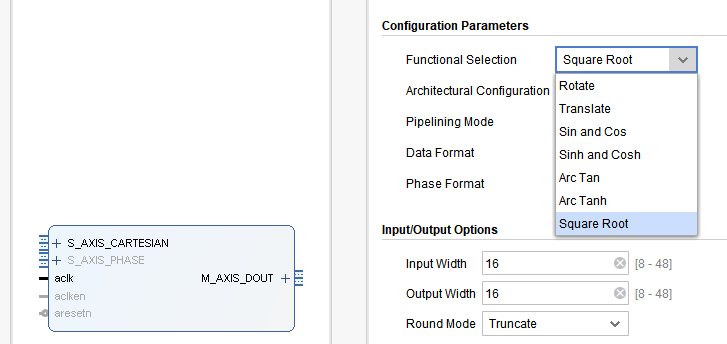 Configuration Parameters
Functional Selection Square Root
Rotate
Architectural Configuration
Translate
Pipelining Mode
Sin and Cos
Data Format
Sinh and Cosh
Phase Format
Arc Tan
Arc Tanh
Square Root
Input/Output Options
Input Width 16 [8 - 48]
Output Width 16 [8 - 48]
Round Mode Truncate
S_AXIS_CARTESIAN
S_AXIS_PHASE
aclk M_AXIS_DOUT
aclken
aresetn